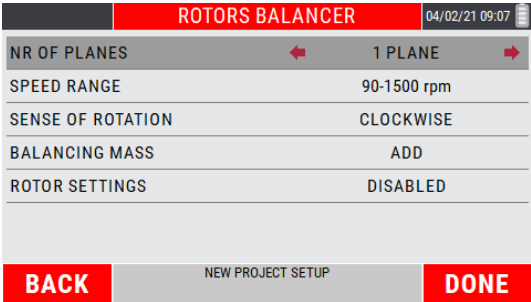 ROTORS BALANCER 04/02/21 09:07
NR OF PLANES 1 PLANE
SPEED RANGE 90-1500 rpm
SENSE OF ROTATION CLOCKWISE
BALANCING MASS ADD
ROTOR SETTINGS DISABLED
BACK NEW PROJECT SETUP DONE